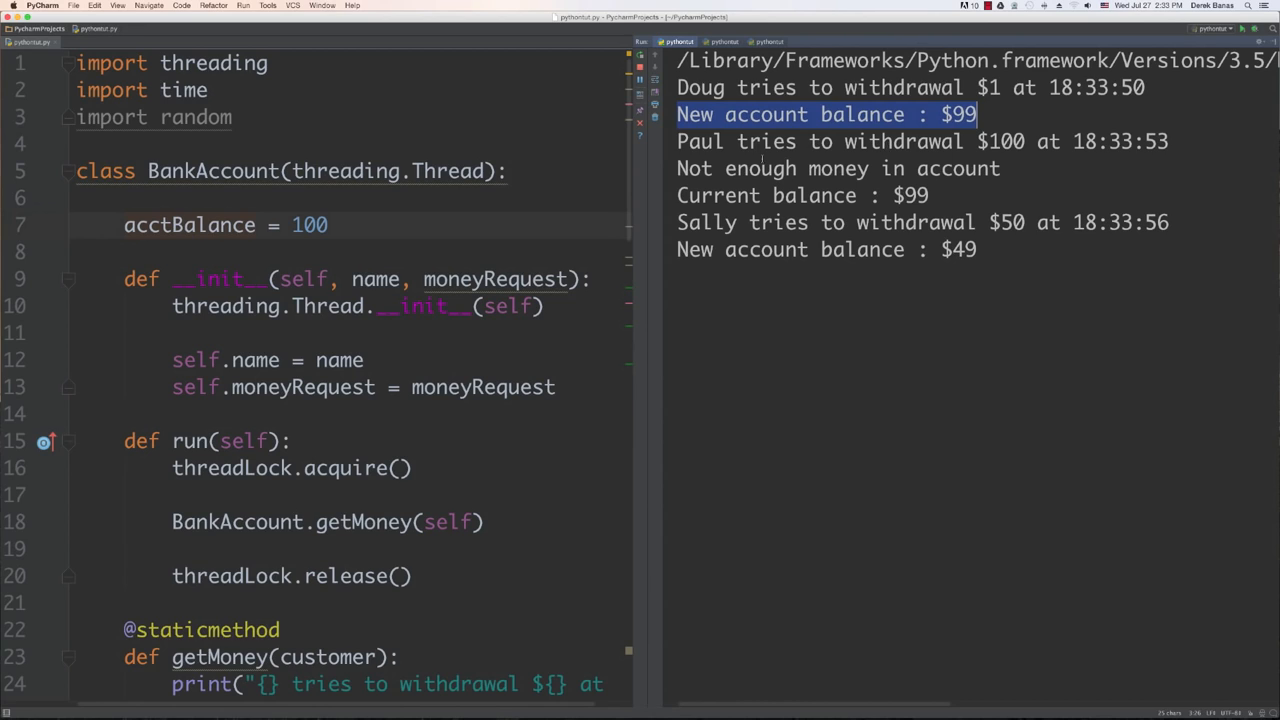 PyCharm File Edit View Navigate Code Refactor Run Tools VCS Window Help
10 Wed Jul 27 2:33 PM Derek Banas
pythontut.py - PycharmProjects - [~/PycharmProjects]
PycharmProjects pythontut.py
pythontut
pythontut.py
Run: pythontut pythontut pythontut
1 import threading
2 import time
3 import random
4
5 class BankAccount(threading.Thread):
6
7 acctBalance = 100
8
9 def __init__(self, name, moneyRequest):
10 threading.Thread.__init__(self)
11
12 self.name = name
13 self.moneyRequest = moneyRequest
14
15 def run(self):
16 threadLock.acquire()
17
18 BankAccount.getMoney(self)
19
20 threadLock.release()
21
22 @staticmethod
23 def getMoney(customer):
24 print("{} tries to withdrawal ${} at
/Library/Frameworks/Python.framework/Versions/3.5/
Doug tries to withdrawal $1 at 18:33:50
New account balance : $99
Paul tries to withdrawal $100 at 18:33:53
Not enough money in account
Current balance : $99
Sally tries to withdrawal $50 at 18:33:56
New account balance : $49
25 chars 3:26 LF‡ UTF-8‡